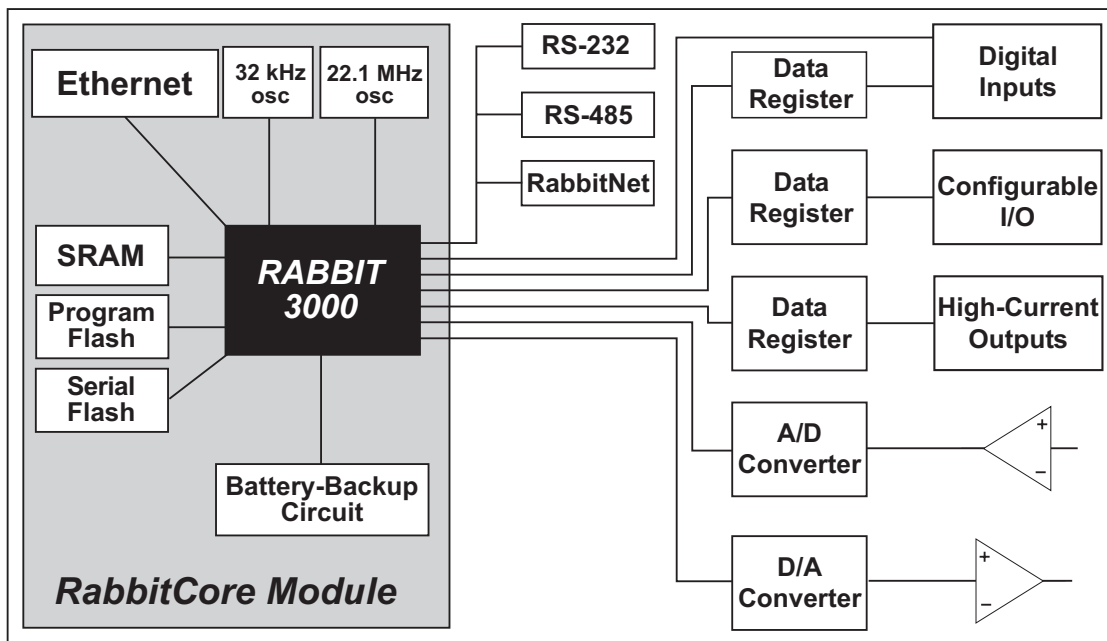 Ethernet
32 kHz
osc
22.1 MHz
osc
SRAM
Program
Flash
Serial
Flash
RABBIT
3000
Battery-Backup
Circuit
RabbitCore Module
RS-232
RS-485
RabbitNet
Data
Register
Digital
Inputs
Data
Register
Configurable
I/O
Data
Register
High-Current
Outputs
A/D
Converter
+
−
D/A
Converter
+
−